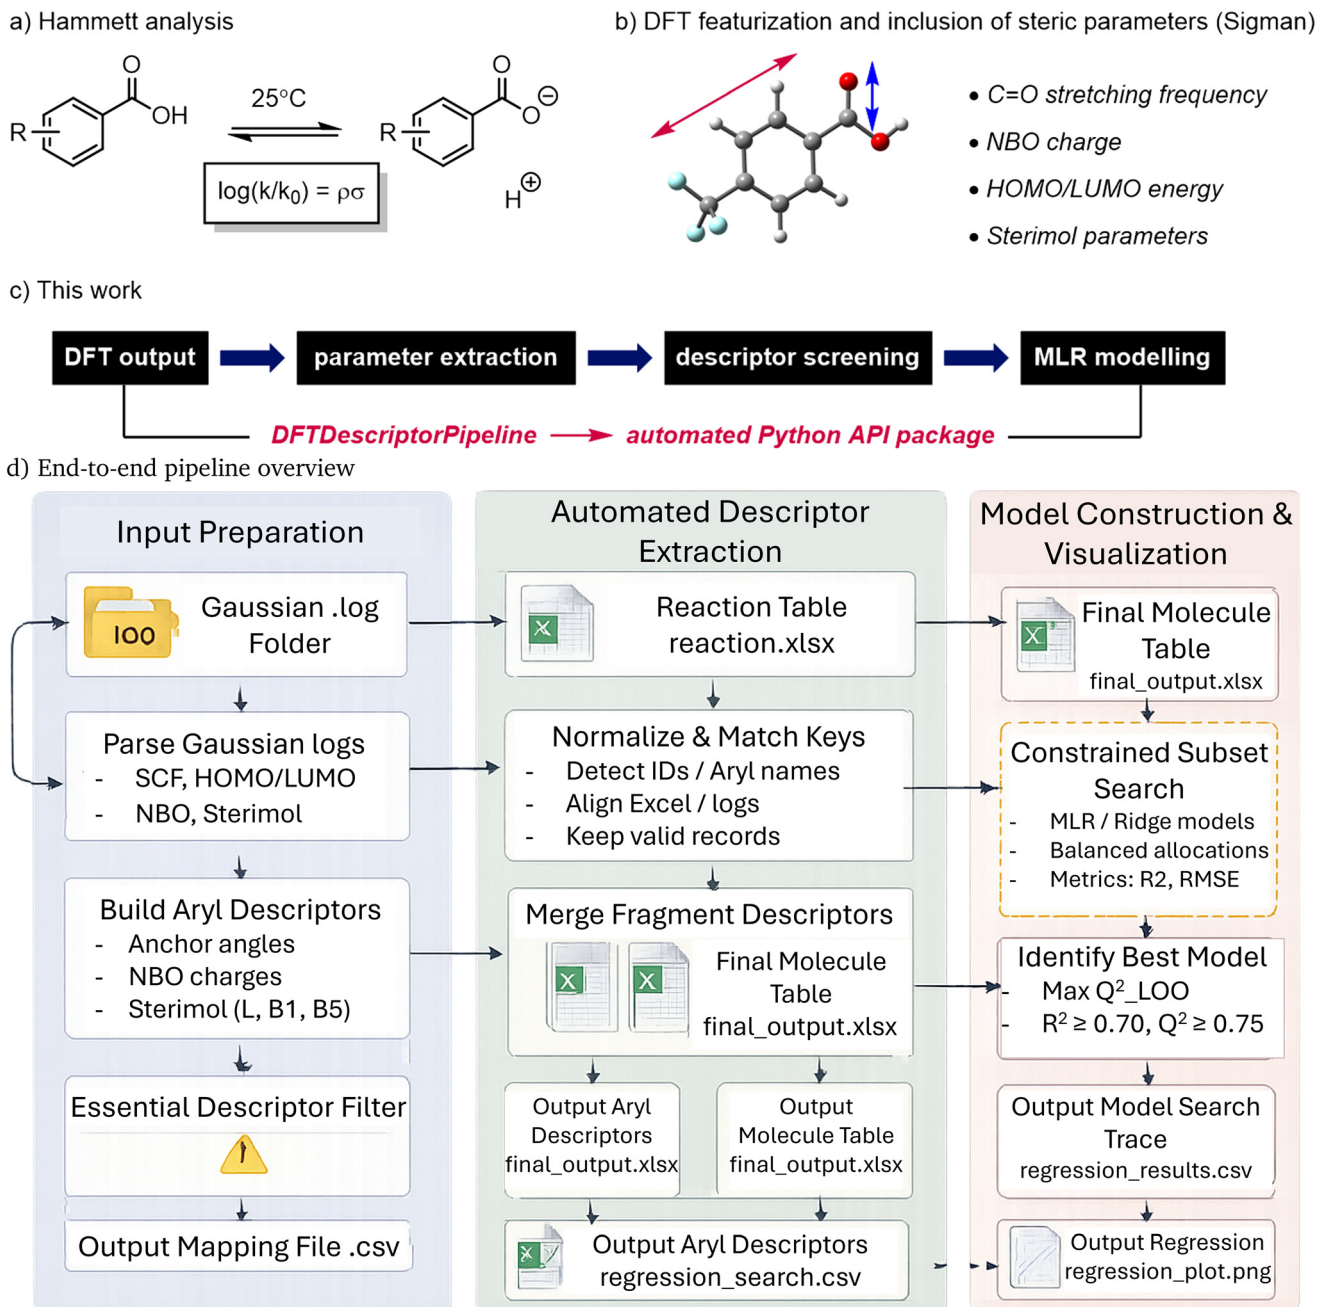 a) Hammett analysis
b) DFT featurization and inclusion of steric parameters (Sigman)
R
O
OH
25°C
log(k/k₀) = ρσ
R
O
O⊖
H⊕
• C=O stretching frequency
• NBO charge
• HOMO/LUMO energy
• Sterimol parameters
c) This work
DFT output
parameter extraction
descriptor screening
MLR modelling
DFTDescriptorPipeline
automated Python API package
d) End-to-end pipeline overview
Input Preparation
IOO
Gaussian .log
Folder
Parse Gaussian logs
- SCF, HOMO/LUMO
- NBO, Sterimol
Build Aryl Descriptors
- Anchor angles
- NBO charges
- Sterimol (L, B1, B5)
Essential Descriptor Filter
Output Mapping File .csv
Automated Descriptor
Extraction
X
Reaction Table
reaction.xlsx
Normalize & Match Keys
- Detect IDs / Aryl names
- Align Excel / logs
- Keep valid records
Merge Fragment Descriptors
X
X
Final Molecule
Table
final_output.xlsx
Output Aryl
Descriptors
final_output.xlsx
Output
Molecule Table
final_output.xlsx
X
Output Aryl Descriptors
regression_search.csv
Model Construction &
Visualization
X
Final Molecule
Table
final_output.xlsx
Constrained Subset
Search
- MLR / Ridge models
- Balanced allocations
- Metrics: R2, RMSE
Identify Best Model
- Max Q²_LOO
- R² ≥ 0.70, Q² ≥ 0.75
Output Model Search
Trace
regression_results.csv
Output Regression
regression_plot.png